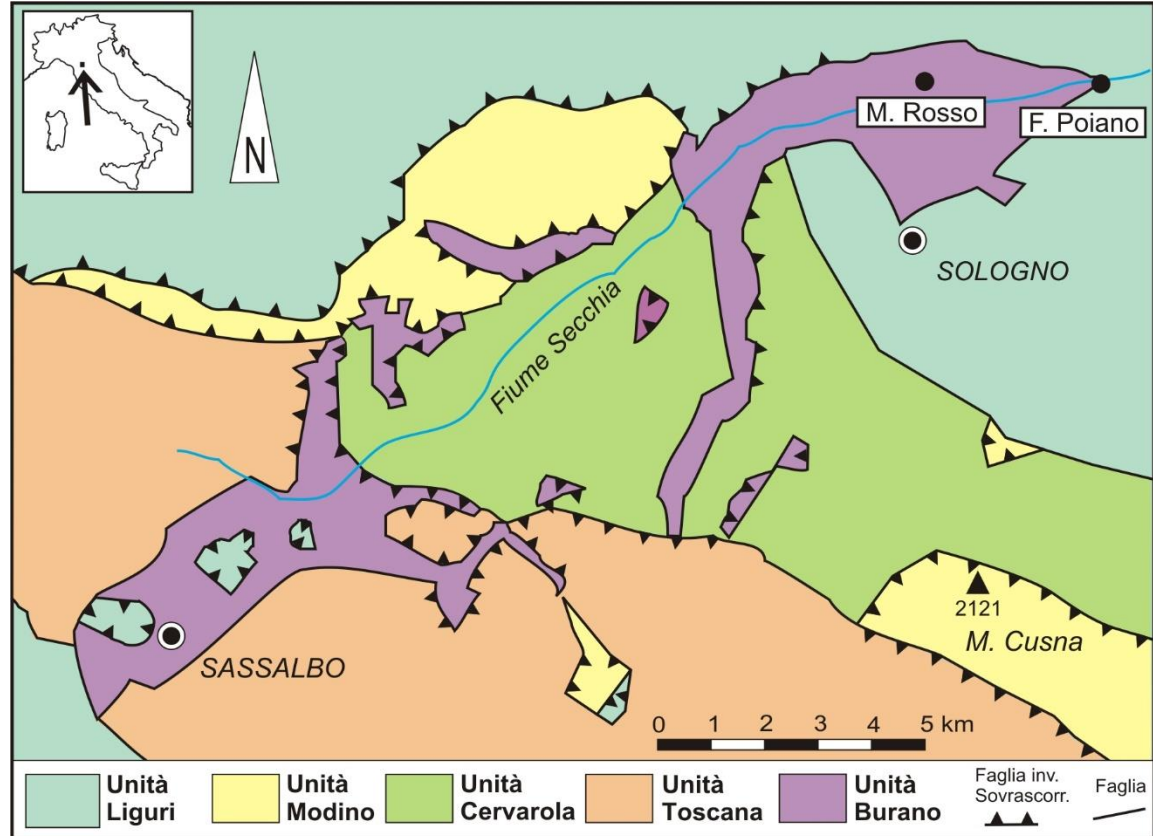 N
M. Rosso
F. Poiano
SOLOGNO
Fiume Secchia
2121
M. Cusna
SASSALBO
0 1 2 3 4 5 km
Unità
Liguri
Unità
Modino
Unità
Cervarola
Unità
Toscana
Unità
Burano
Faglia inv.
Sovrascorr.
Faglia